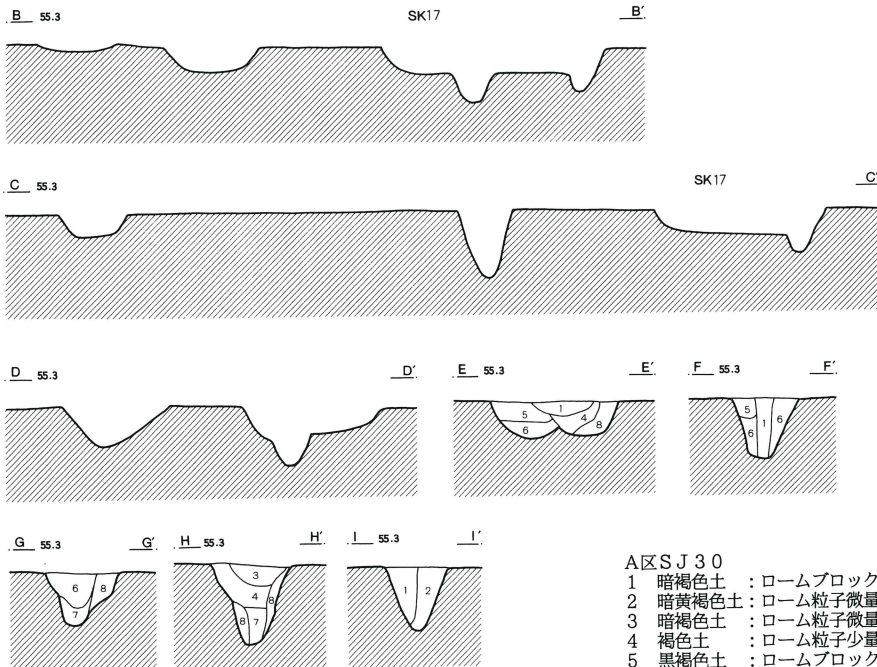 B 55.3 SK17 B′
C 55.3 SK17 C′
D 55.3 D′ E 55.3 E′ F 55.3 F′
1
5 4 8
6
5
6 1 6
G 55.3 G′ H 55.3 H′ I 55.3 I′
6 8
7
3
4 8
8 7
1 2
A区SJ30
1 暗褐色土 :ロームブロック
2 暗黄褐色土:ローム粒子微量
3 暗褐色土 :ローム粒子微量
4 褐色土 :ローム粒子少量
5 黒褐色土 :ロームブロック